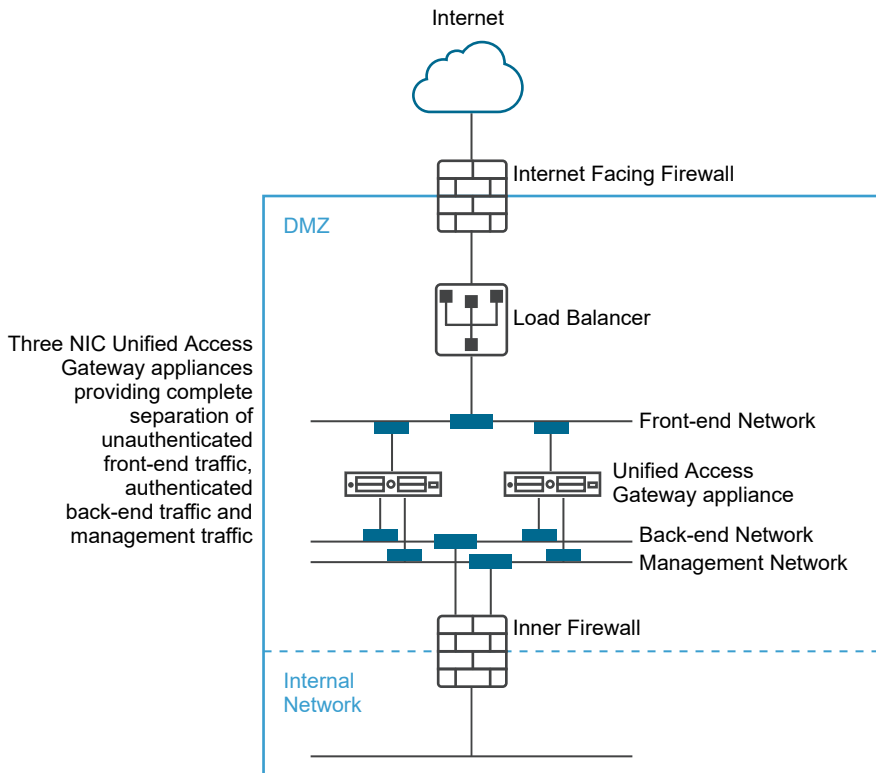 Internet
Internet Facing Firewall
DMZ
Load Balancer
Three NIC Unified Access
Gateway appliances
providing complete
separation of
unauthenticated
front-end traffic,
authenticated
back-end traffic and
management traffic
Front-end Network
Unified Access
Gateway appliance
Back-end Network
Management Network
Inner Firewall
Internal
Network